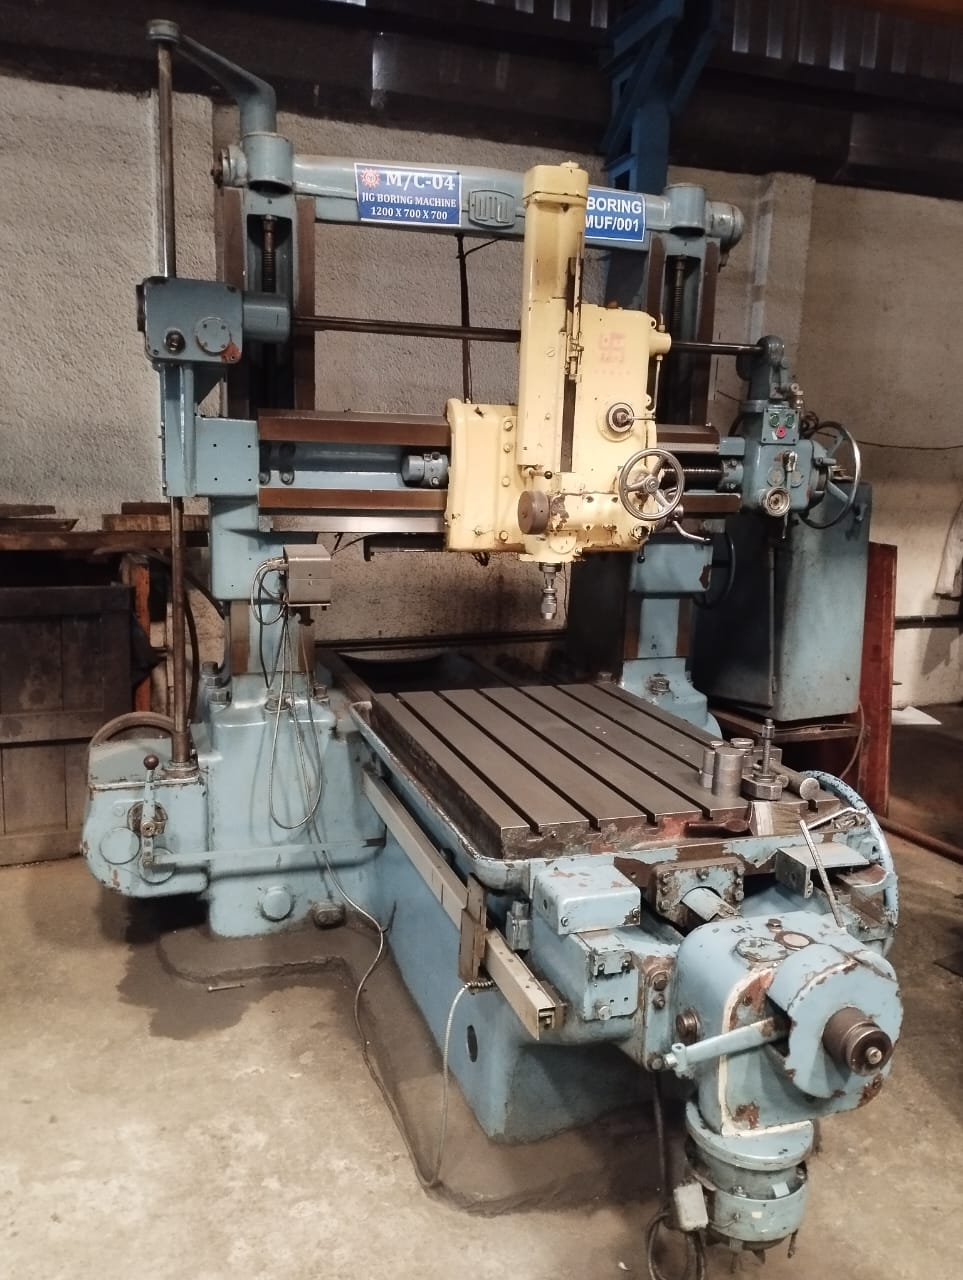 M/C-04
JIG BORING MACHINE
1200 X 700 X 700
BORING
MUF/001